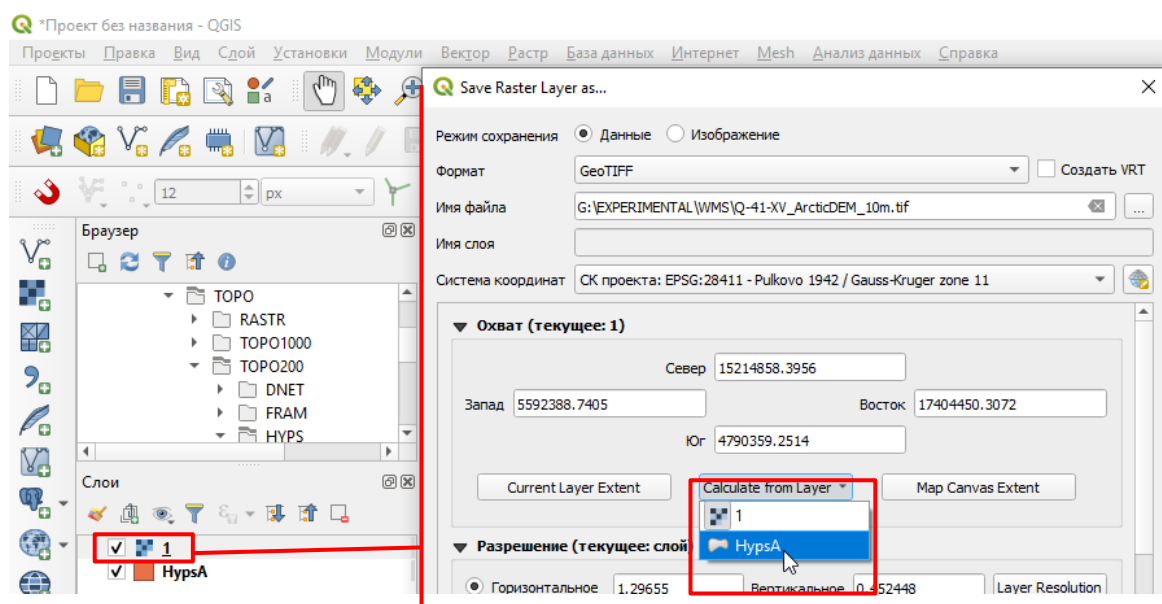 *Проект без названия - QGIS
Проекты Правка Вид Слой Установки Модули Вектор Растр База данных Интернет Mesh Анализ данных Справка
12 px
Браузер
TOPO
RASTR
TOPO1000
TOPO200
DNET
FRAM
HYPS
Слои
1
HypsA
Save Raster Layer as...
Режим сохранения Данные Изображение
Формат GeoTIFF Создать VRT
Имя файла G:\EXPERIMENTAL\WMS\Q-41-XV_ArcticDEM_10m.tif ...
Имя слоя
Система координат СК проекта: EPSG:28411 - Pulkovo 1942 / Gauss-Kruger zone 11
Охват (текущее: 1)
Север 15214858.3956
Запад 5592388.7405 Восток 17404450.3072
Юг 4790359.2514
Current Layer Extent Calculate from Layer Map Canvas Extent
1
HypsA
Разрешение (текущее: слой)
Горизонтальное 1.29655 Вертикальное 0.452448 Layer Resolution